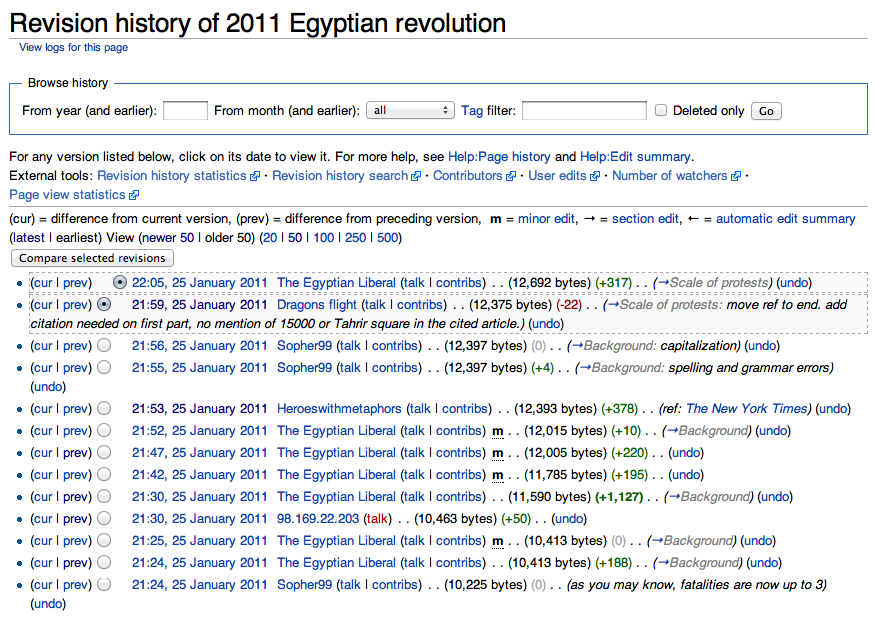 Revision history of 2011 Egyptian revolution
View logs for this page
Browse history
From year (and earlier): From month (and earlier): all Tag filter: Deleted only Go
For any version listed below, click on its date to view it. For more help, see Help:Page history and Help:Edit summary.
External tools: Revision history statistics · Revision history search · Contributors · User edits · Number of watchers ·
Page view statistics
(cur) = difference from current version, (prev) = difference from preceding version, m = minor edit, → = section edit, ← = automatic edit summary
(latest | earliest) View (newer 50 | older 50) (20 | 50 | 100 | 250 | 500)
Compare selected revisions
(cur | prev) 22:05, 25 January 2011 The Egyptian Liberal (talk | contribs) . . (12,692 bytes) (+317) . . (→Scale of protests) (undo)
(cur | prev) 21:59, 25 January 2011 Dragons flight (talk | contribs) . . (12,375 bytes) (-22) . . (→Scale of protests: move ref to end. add
citation needed on first part, no mention of 15000 or Tahrir square in the cited article.) (undo)
(cur | prev) 21:56, 25 January 2011 Sopher99 (talk | contribs) . . (12,397 bytes) (0) . . (→Background: capitalization) (undo)
(cur | prev) 21:55, 25 January 2011 Sopher99 (talk | contribs) . . (12,397 bytes) (+4) . . (→Background: spelling and grammar errors)
(undo)
(cur | prev) 21:53, 25 January 2011 Heroeswithmetaphors (talk | contribs) . . (12,393 bytes) (+378) . . (ref: The New York Times) (undo)
(cur | prev) 21:52, 25 January 2011 The Egyptian Liberal (talk | contribs) m . . (12,015 bytes) (+10) . . (→Background) (undo)
(cur | prev) 21:47, 25 January 2011 The Egyptian Liberal (talk | contribs) m . . (12,005 bytes) (+220) . . (undo)
(cur | prev) 21:42, 25 January 2011 The Egyptian Liberal (talk | contribs) m . . (11,785 bytes) (+195) . . (undo)
(cur | prev) 21:30, 25 January 2011 The Egyptian Liberal (talk | contribs) . . (11,590 bytes) (+1,127) . . (→Background) (undo)
(cur | prev) 21:30, 25 January 2011 98.169.22.203 (talk) . . (10,463 bytes) (+50) . . (undo)
(cur | prev) 21:25, 25 January 2011 The Egyptian Liberal (talk | contribs) m . . (10,413 bytes) (0) . . (→Background) (undo)
(cur | prev) 21:24, 25 January 2011 The Egyptian Liberal (talk | contribs) . . (10,413 bytes) (+188) . . (→Background) (undo)
(cur | prev) 21:24, 25 January 2011 Sopher99 (talk | contribs) . . (10,225 bytes) (0) . . (as you may know, fatalities are now up to 3)
(undo)